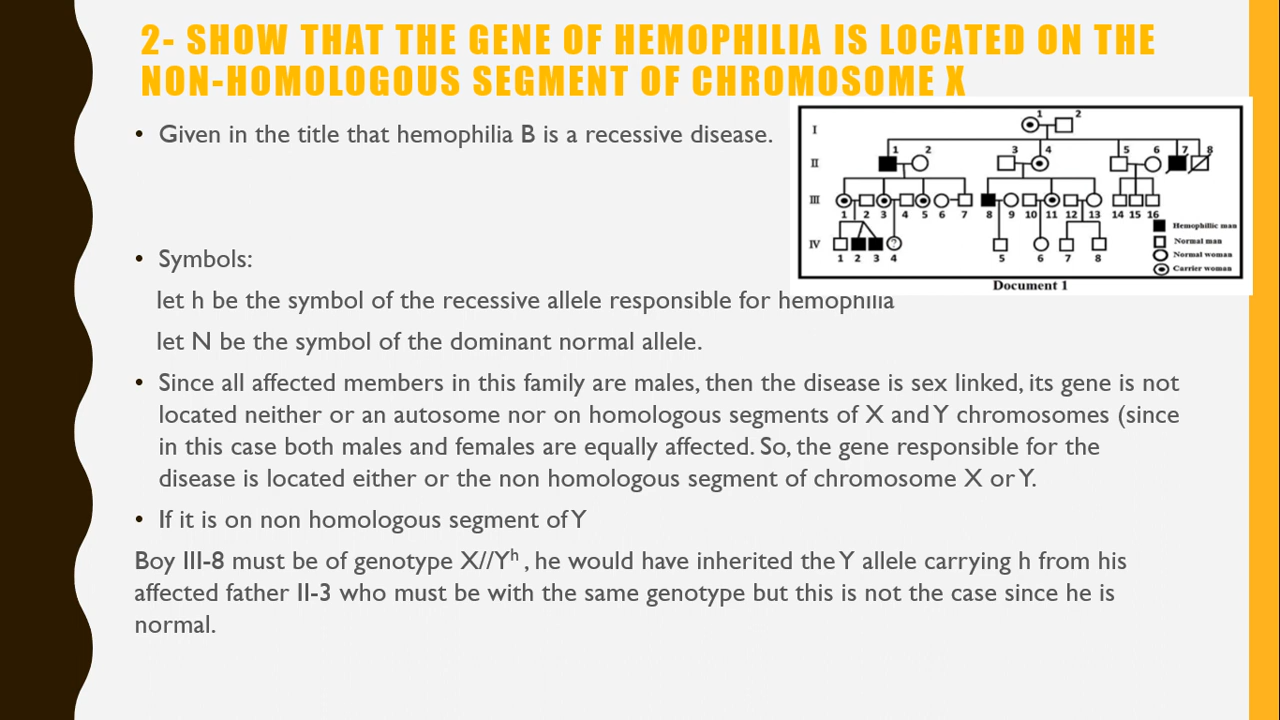 2- SHOW THAT THE GENE OF HEMOPHILIA IS LOCATED ON THE
NON-HOMOLOGOUS SEGMENT OF CHROMOSOME X
• Given in the title that hemophilia B is a recessive disease.
• Symbols:
let h be the symbol of the recessive allele responsible for hemophilia
let N be the symbol of the dominant normal allele.
• Since all affected members in this family are males, then the disease is sex linked, its gene is not
located neither or an autosome nor on homologous segments of X and Y chromosomes (since
in this case both males and females are equally affected. So, the gene responsible for the
disease is located either or the non homologous segment of chromosome X or Y.
• If it is on non homologous segment of Y
Boy III-8 must be of genotype X//Yʰ , he would have inherited the Y allele carrying h from his
affected father II-3 who must be with the same genotype but this is not the case since he is
normal.
I 1 2
II 1 2 3 4 5 6 7 8
III
1 2 3 4 5 6 7 8 9 10 11 12 13 14 15 16
IV ?
1 2 3 4 5 6 7 8
Hemophilic man
Normal man
Normal woman
Carrier woman
Document 1